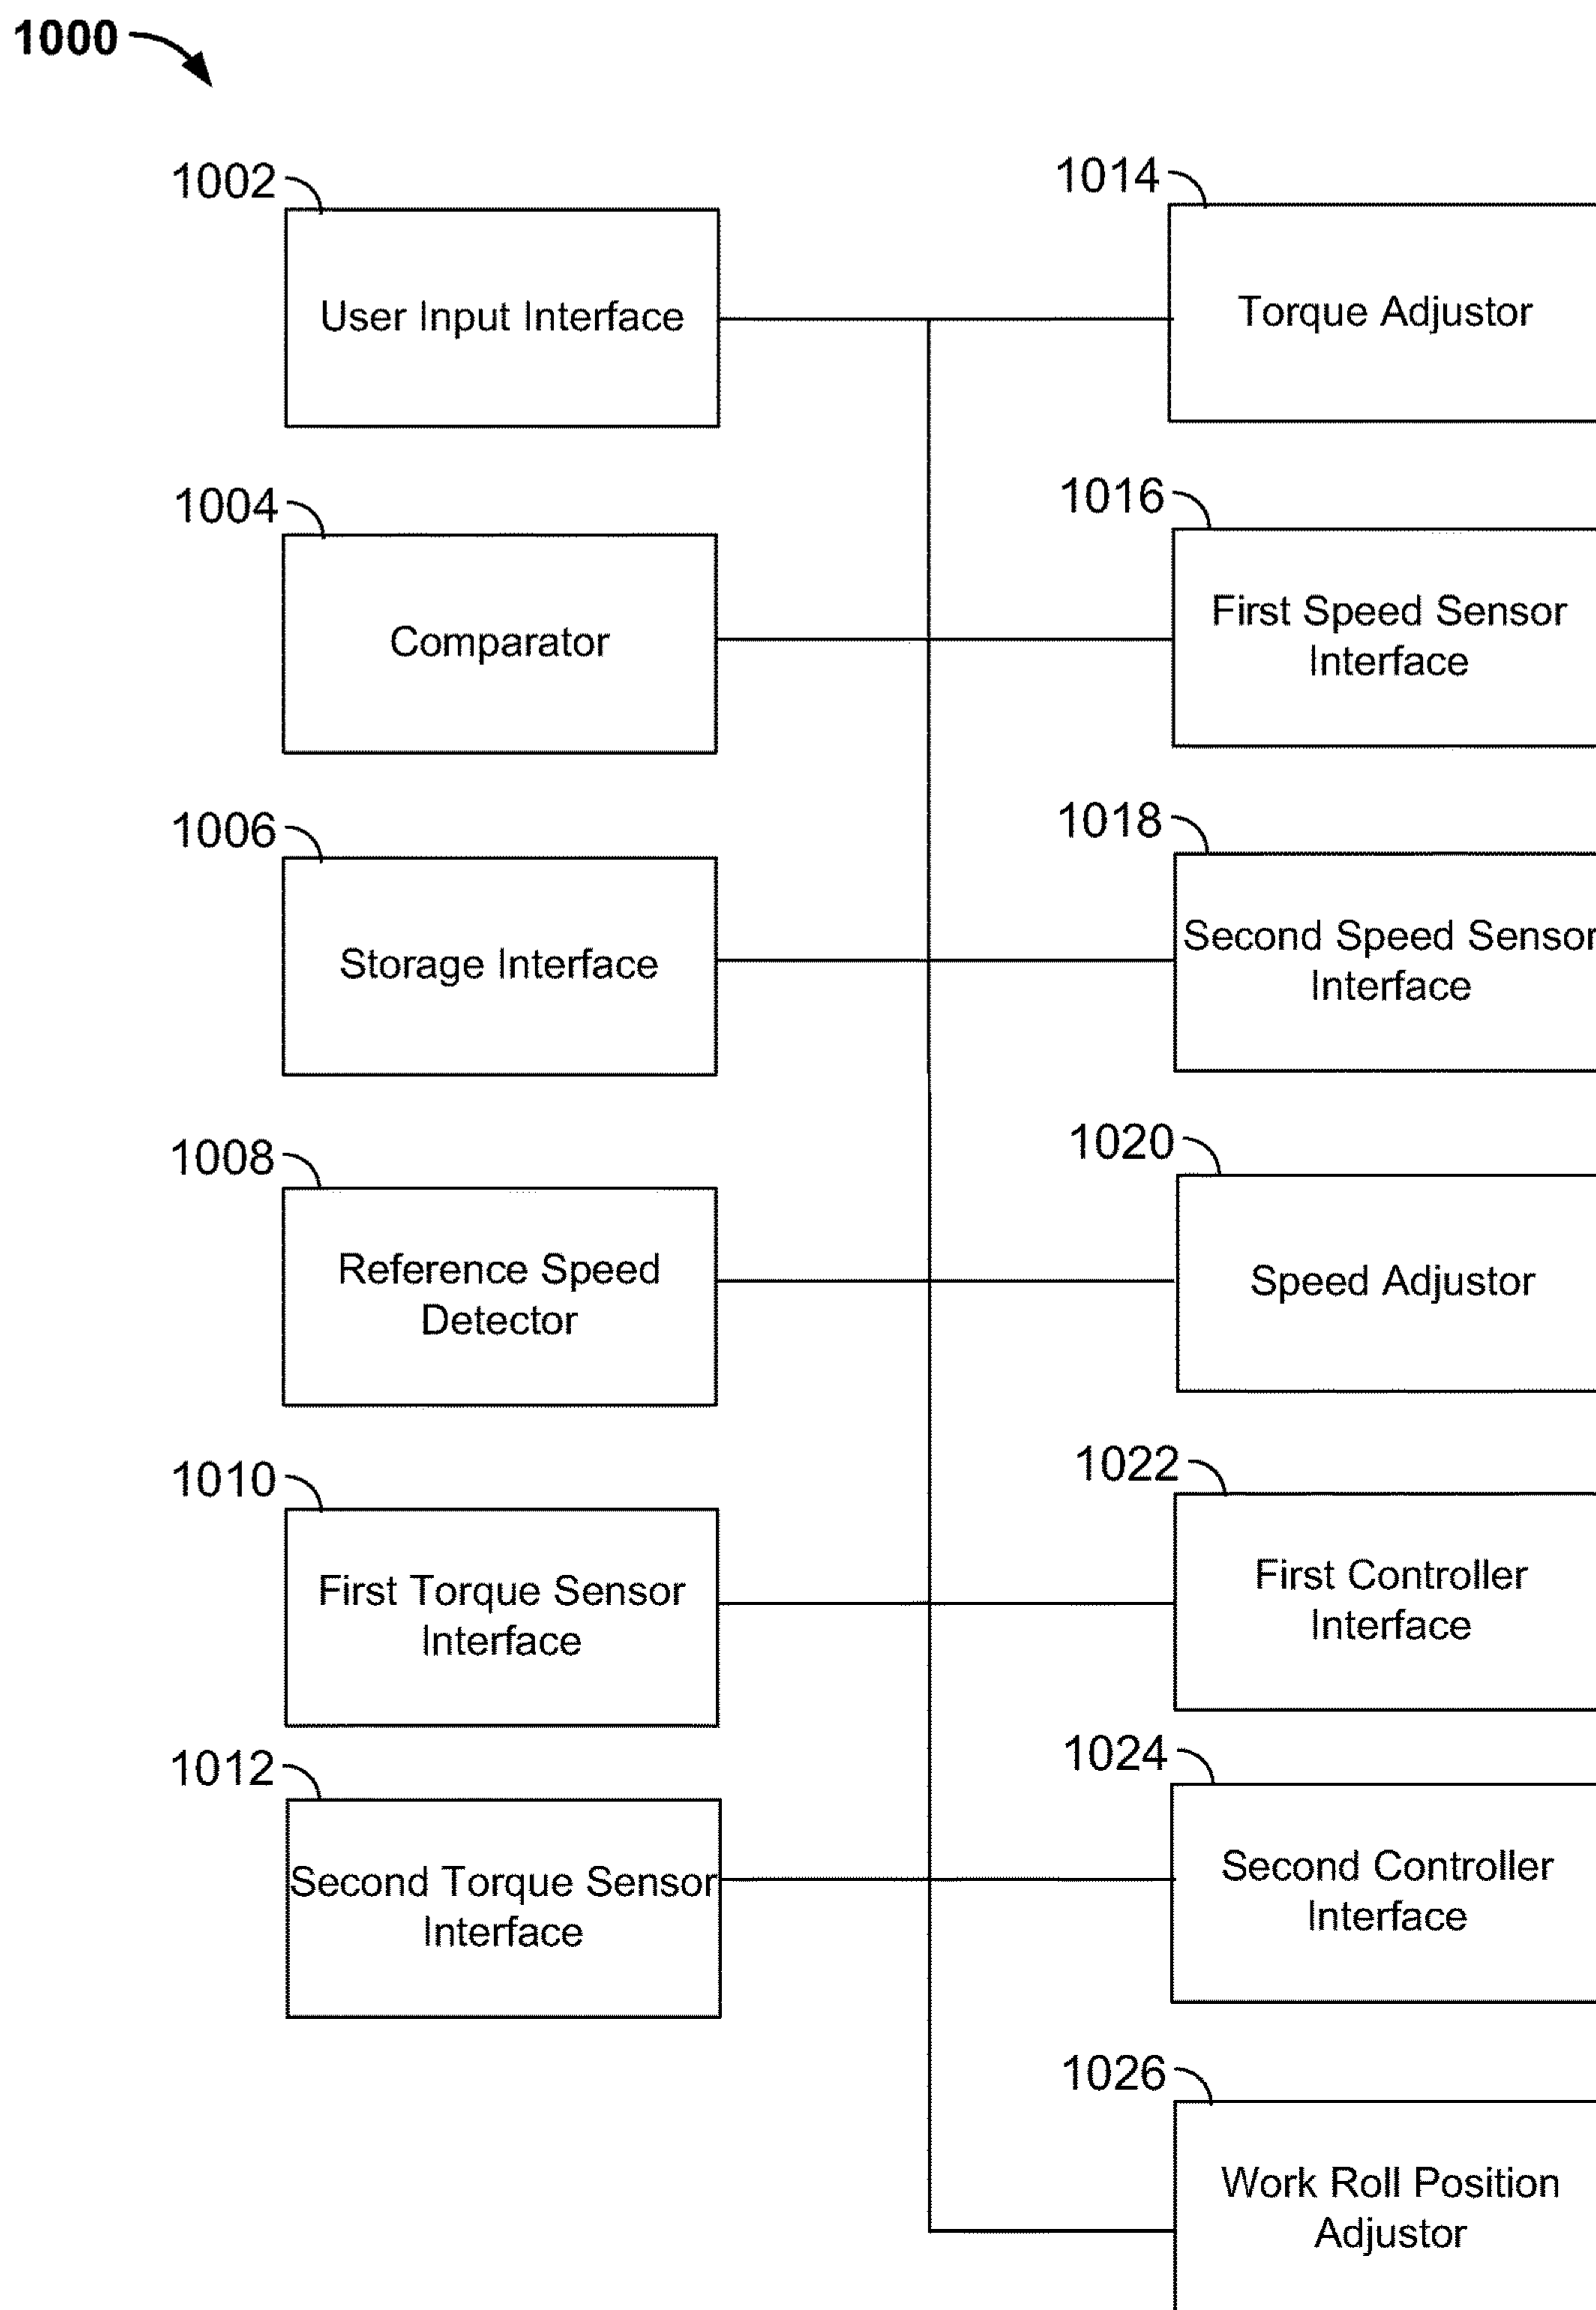 1000
1002
User Input Interface
1004
Comparator
1006
Storage Interface
1008
Reference Speed
Detector
1010
First Torque Sensor
Interface
1012
Second Torque Sensor
Interface
1014
Torque Adjustor
1016
First Speed Sensor
Interface
1018
Second Speed Sensor
Interface
1020
Speed Adjustor
1022
First Controller
Interface
1024
Second Controller
Interface
1026
Work Roll Position
Adjustor